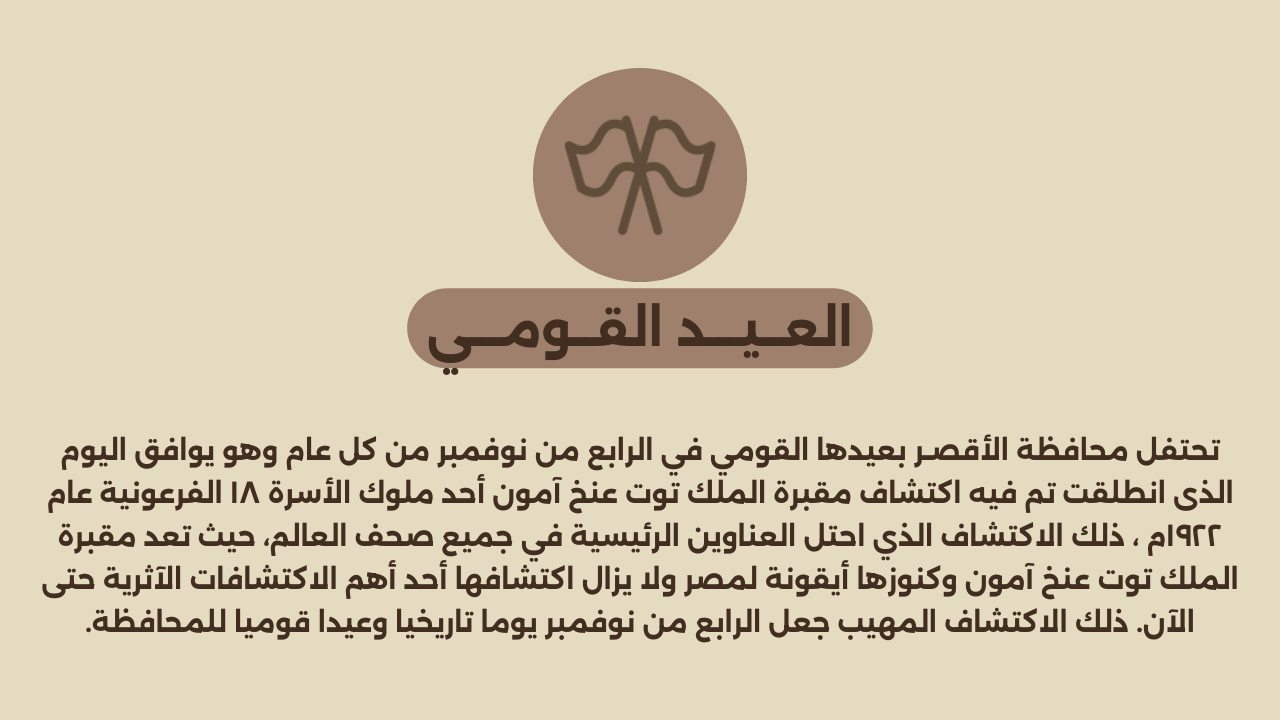 العيد القومي
تحتفل محافظة الأقصر بعيدها القومي في الرابع من نوفمبر من كل عام وهو يوافق اليوم
الذى انطلقت تم فيه اكتشاف مقبرة الملك توت عنخ آمون أحد ملوك الأسرة ١٨ الفرعونية عام
١٩٢٢م ، ذلك الاكتشاف الذي احتل العناوين الرئيسية في جميع صحف العالم، حيث تعد مقبرة
الملك توت عنخ آمون وكنوزها أيقونة لمصر ولا يزال اكتشافها أحد أهم الاكتشافات الآثرية حتى
الآن. ذلك الاكتشاف المهيب جعل الرابع من نوفمبر يوما تاريخيا وعيدا قوميا للمحافظة.